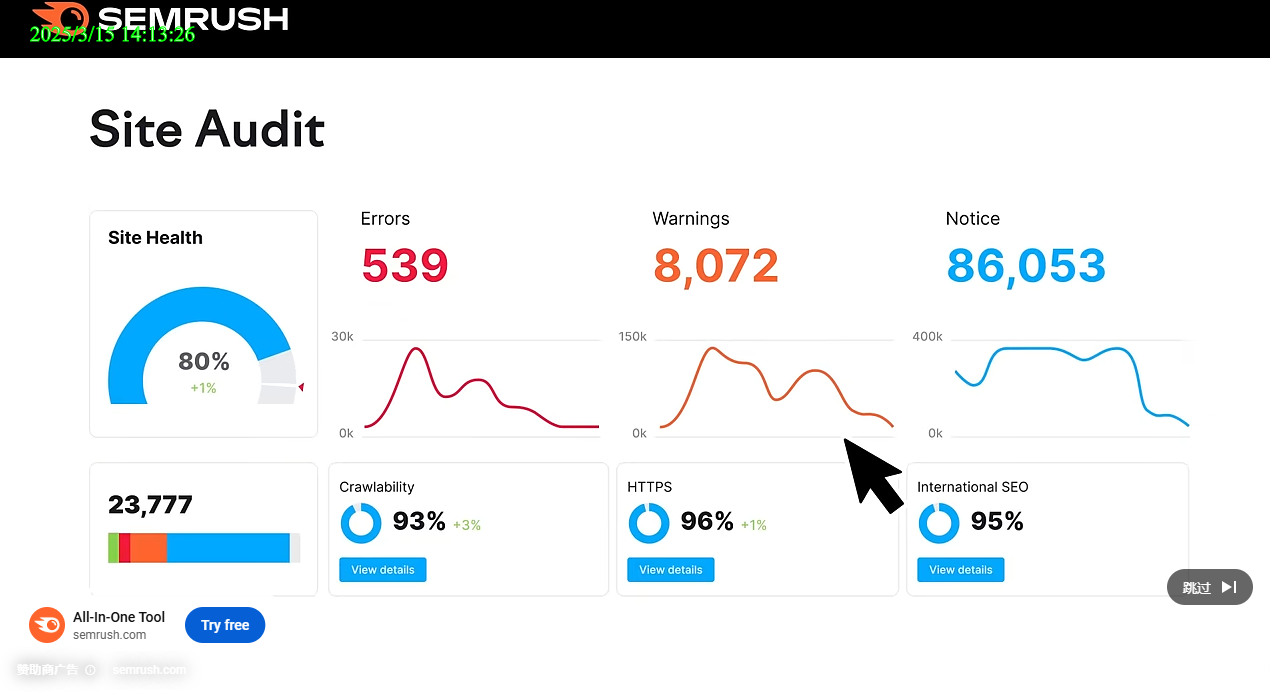 SEMRUSH
2025/3/15 14:13:26
Site Audit
Site Health
80%
+1%
Errors
539
30k
0k
Warnings
8,072
150k
0k
Notice
86,053
400k
0k
23,777
Crawlability
93% +3%
View details
HTTPS
96% +1%
View details
International SEO
95%
View details
跳过
All-In-One Tool
semrush.com
Try free
赞助商广告 semrush.com